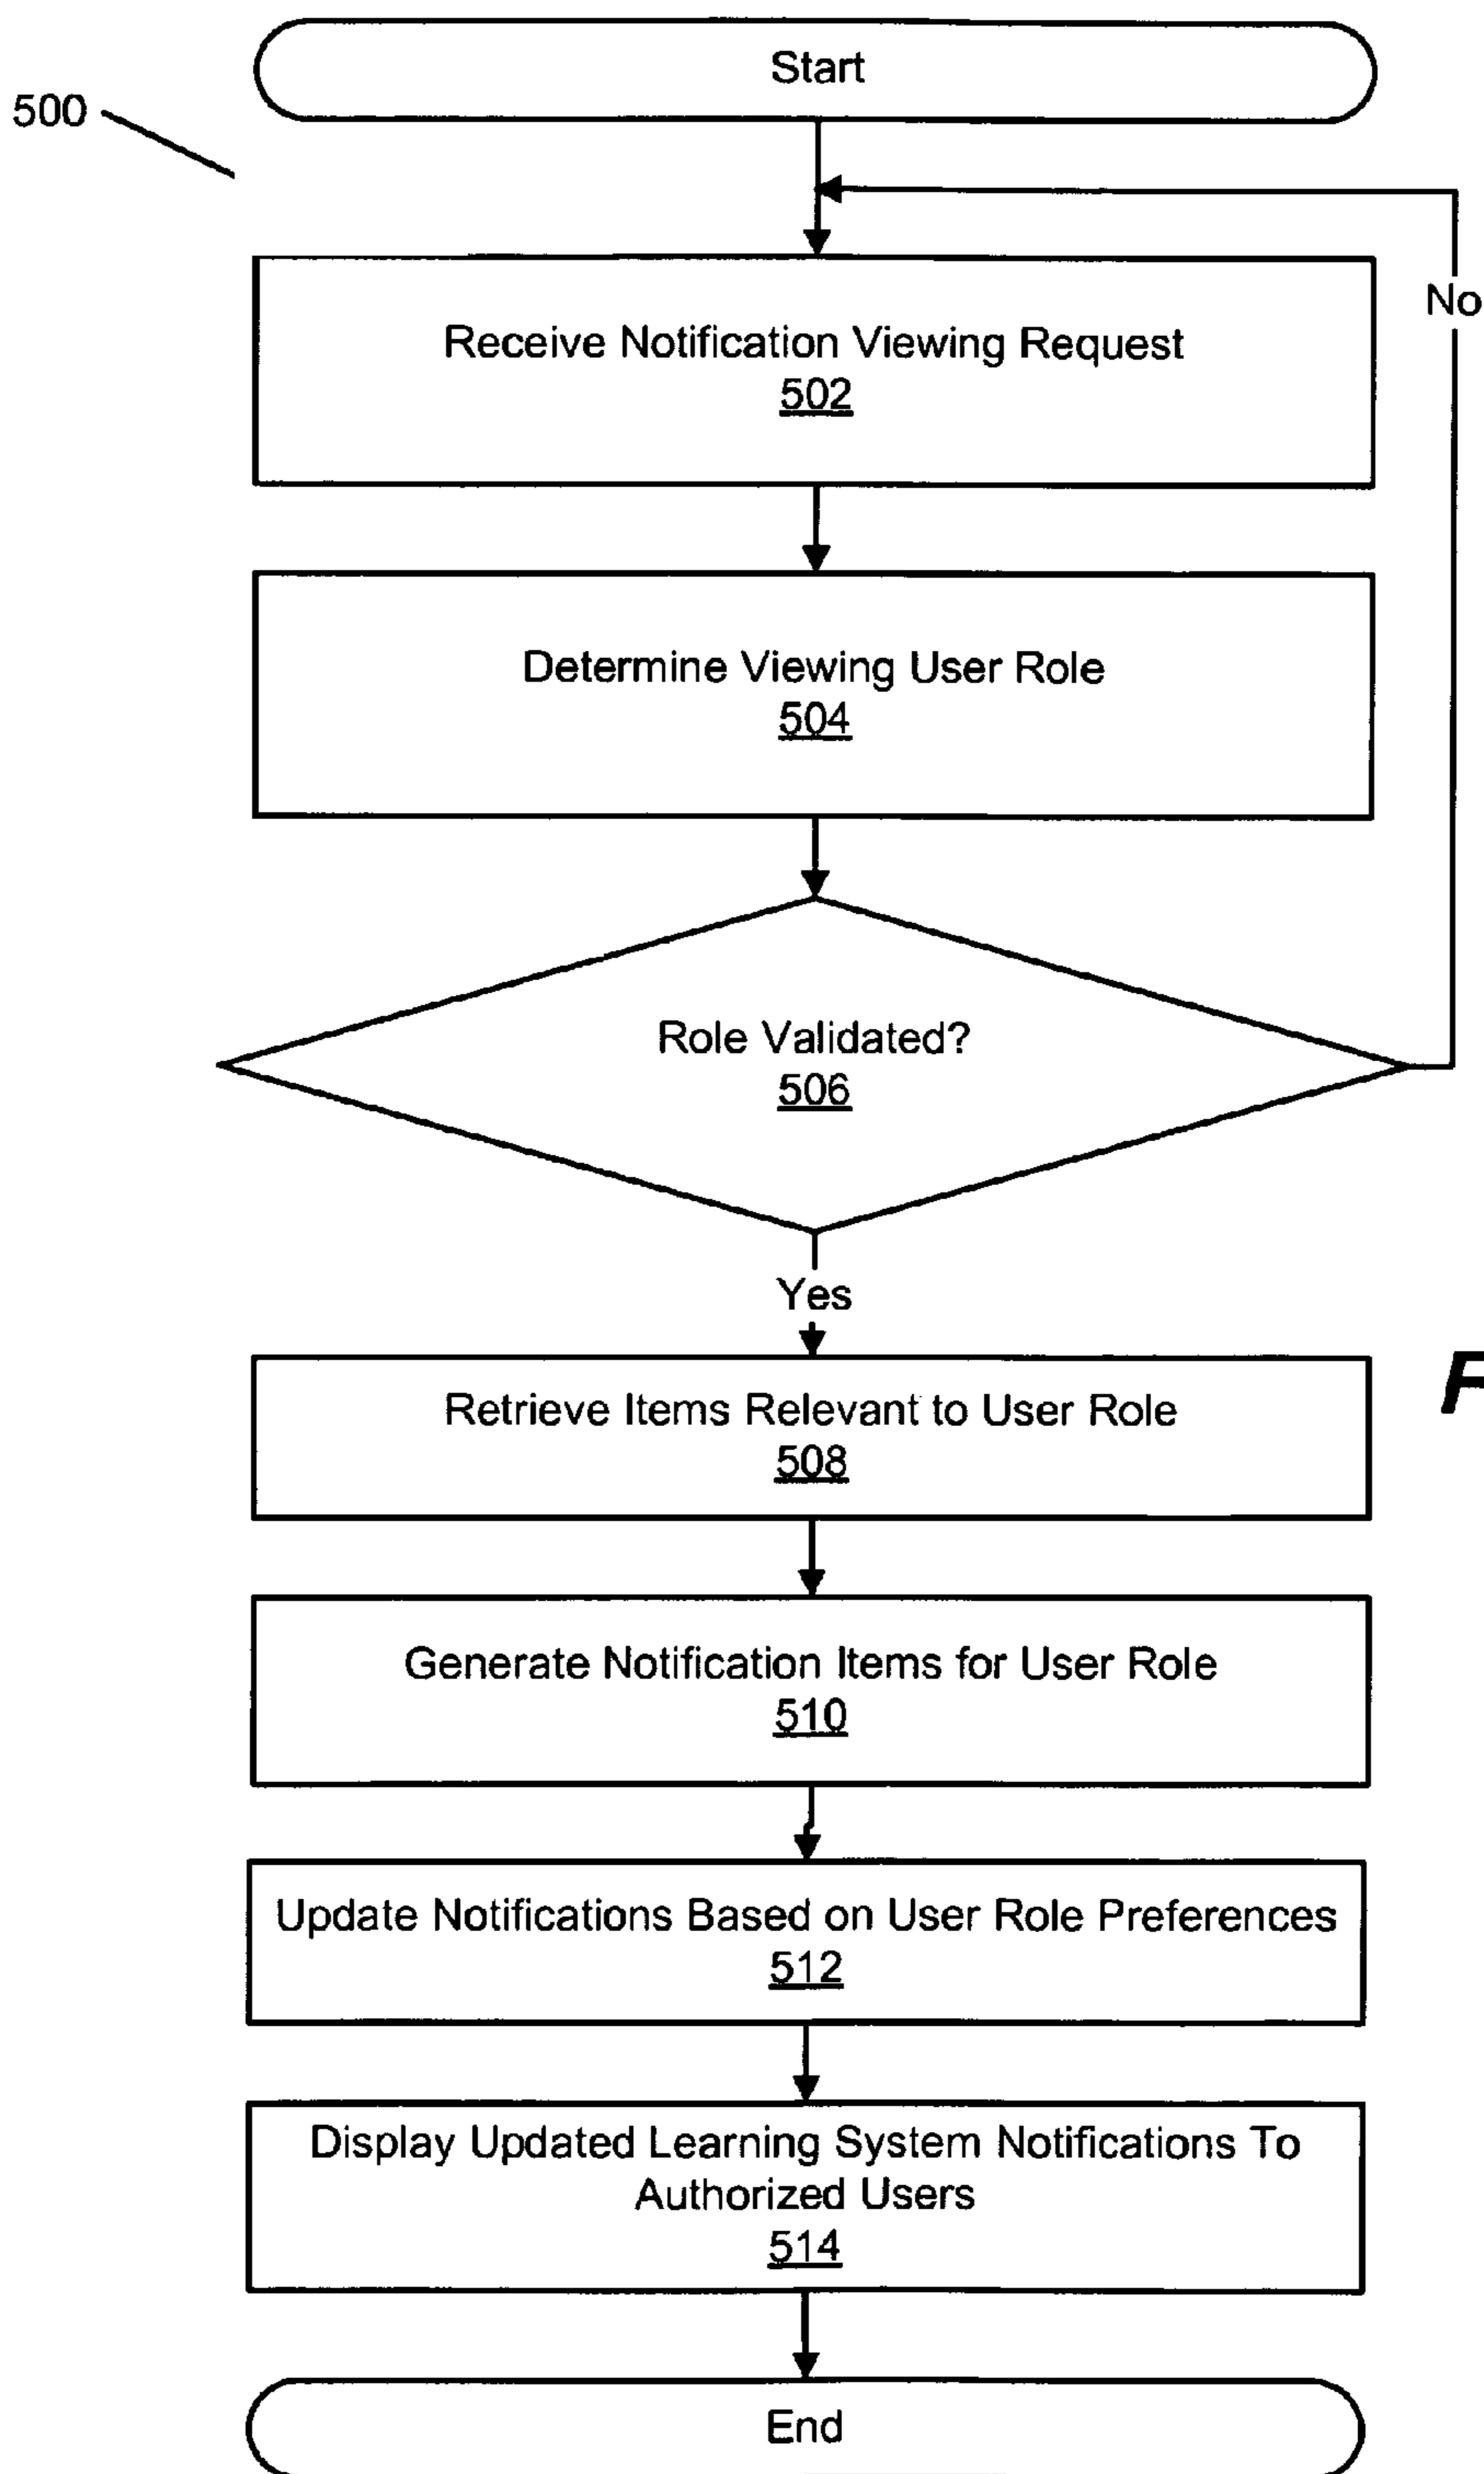 Start
500
No
Receive Notification Viewing Request
502
Determine Viewing User Role
504
Role Validated?
506
Yes
Retrieve Items Relevant to User Role
508
Generate Notification Items for User Role
510
Update Notifications Based on User Role Preferences
512
Display Updated Learning System Notifications To
Authorized Users
514
End